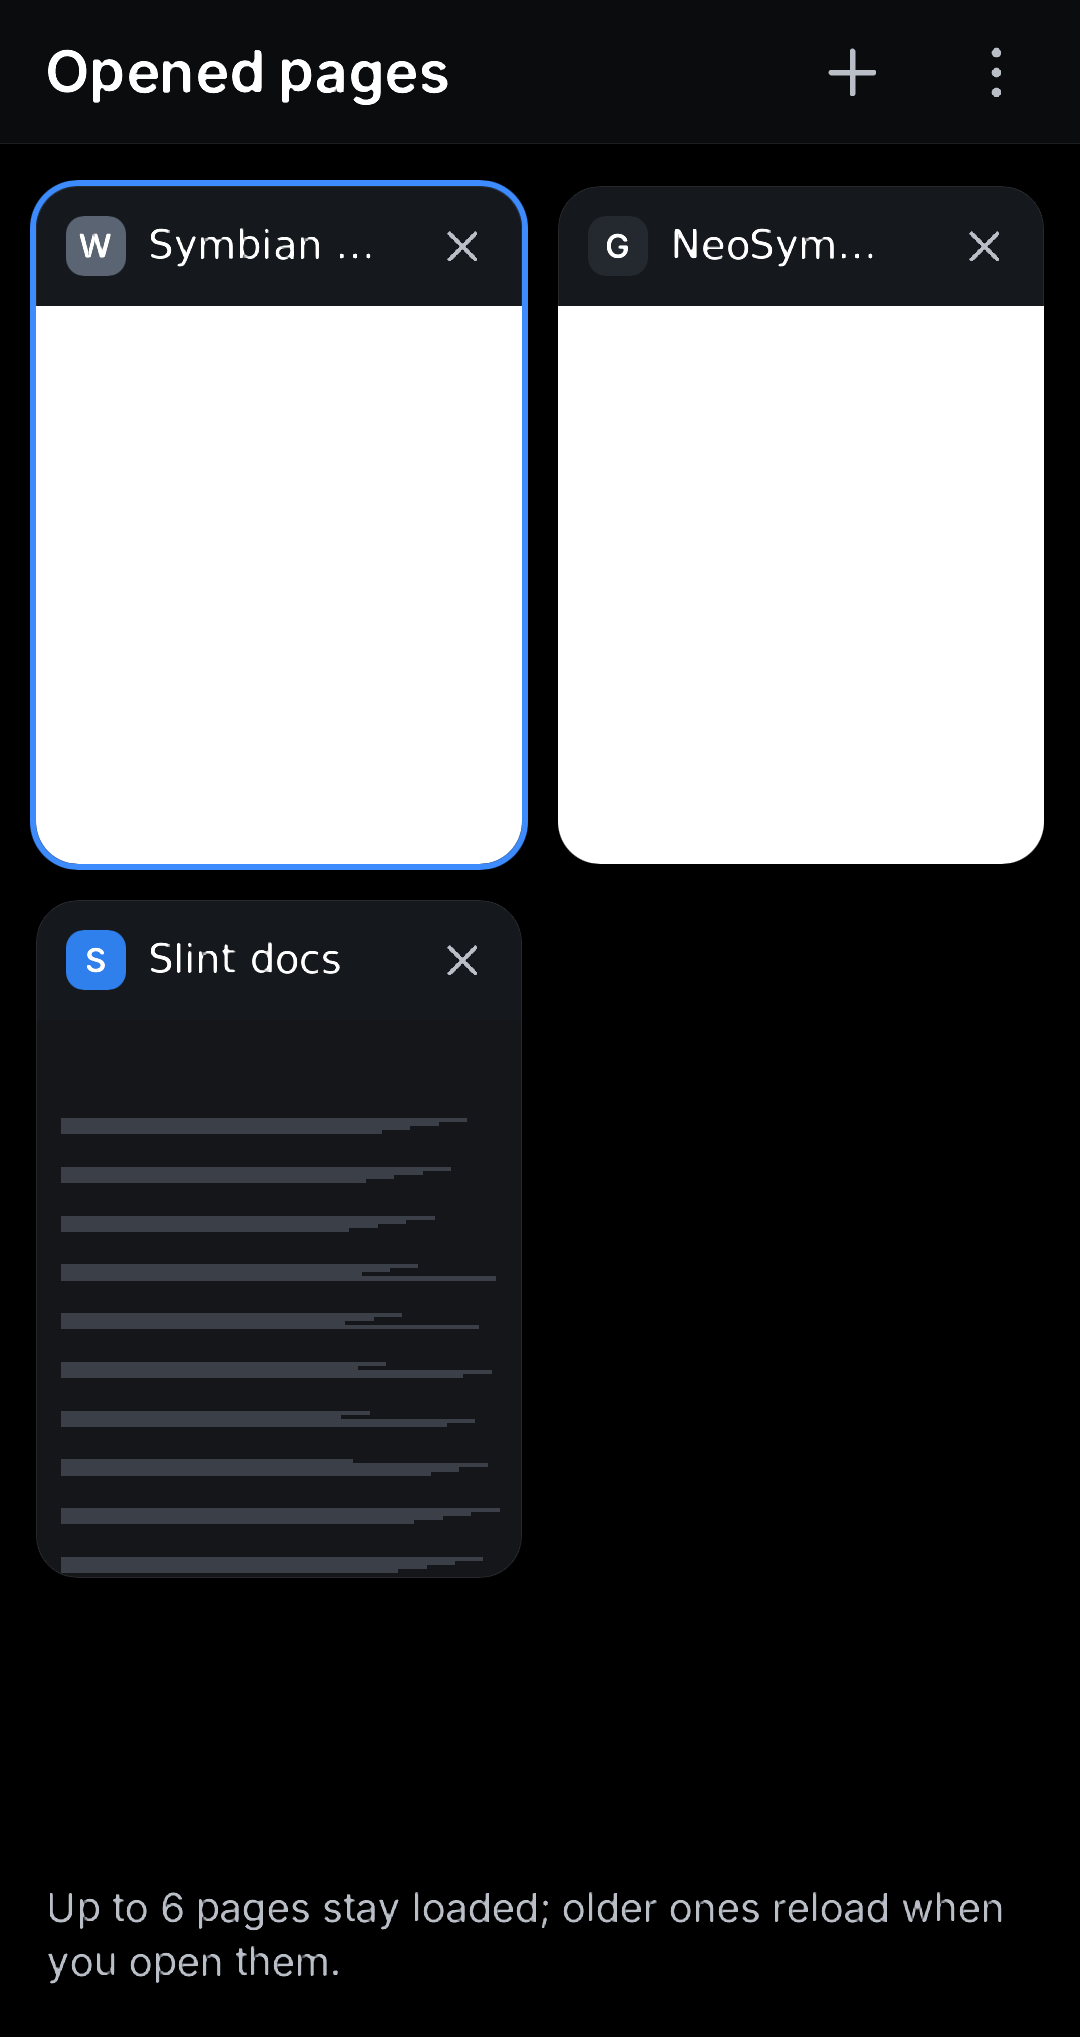 Opened pages
W Symbian ...
G NeoSym...
S Slint docs
Up to 6 pages stay loaded; older ones reload when
you open them.